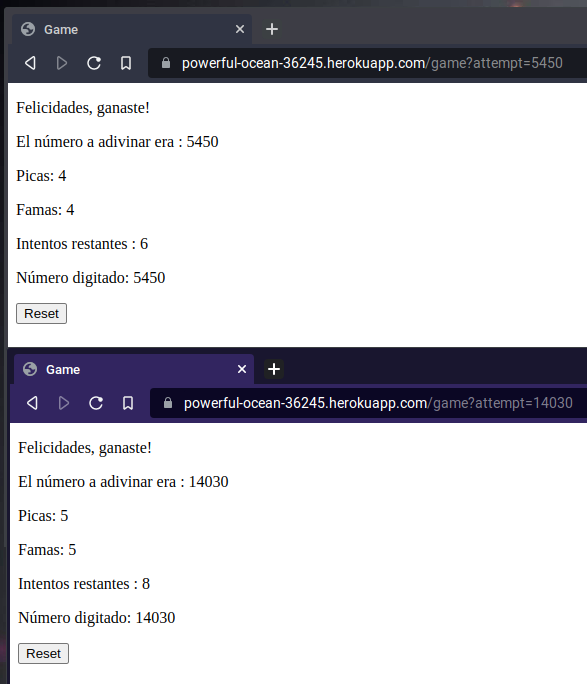 Game
powerful-ocean-36245.herokuapp.com/game?attempt=5450
Felicidades, ganaste!
El número a adivinar era : 5450
Picas: 4
Famas: 4
Intentos restantes : 6
Número digitado: 5450
Reset
Game
powerful-ocean-36245.herokuapp.com/game?attempt=14030
Felicidades, ganaste!
El número a adivinar era : 14030
Picas: 5
Famas: 5
Intentos restantes : 8
Número digitado: 14030
Reset